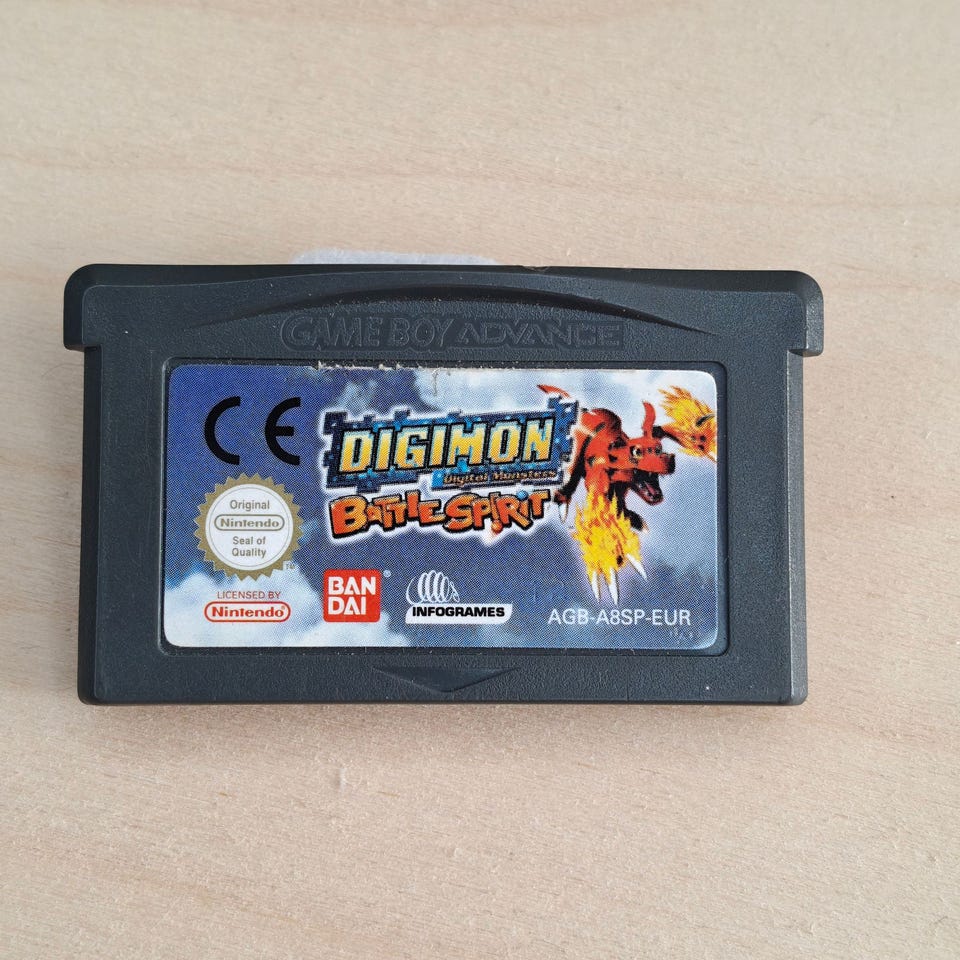 GAME BOY ADVANCE
CE
DIGIMON
Digital Monsters
BATTLE SPIRIT
Original
Nintendo
Seal of
Quality
TM
LICENSED BY
Nintendo®
BAN
DAI
®
INFOGRAMES
AGB-A8SP-EUR